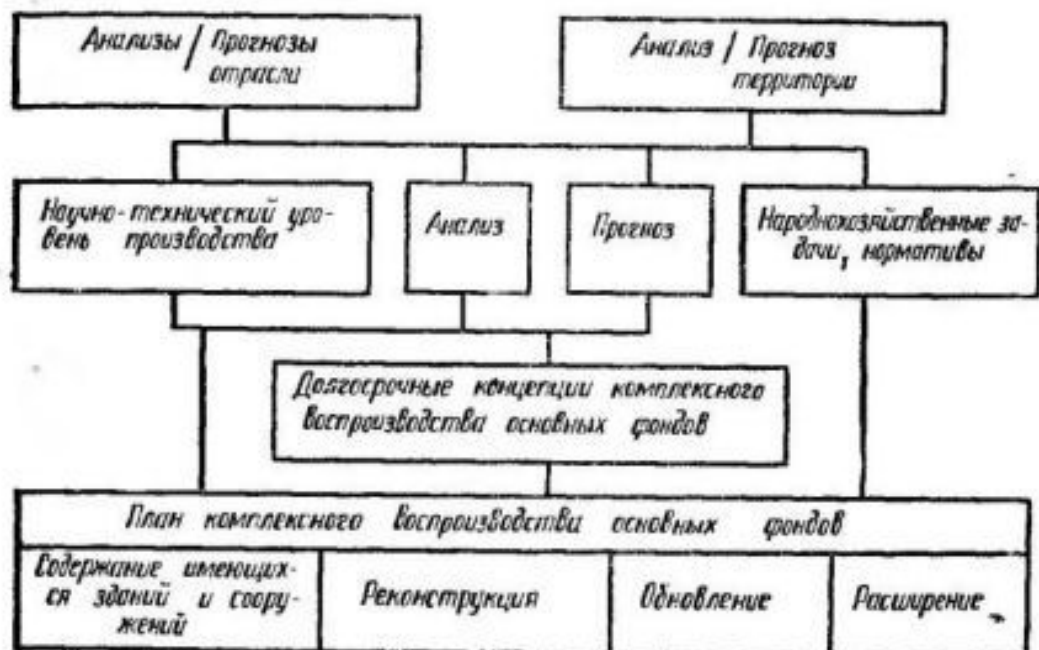 Анализы / Прогнозы
отрасли
Анализ / Прогноз
территории
Научно-технический уро-
вень производства
Анализ
Прогноз
Народнохозяйственные за-
дачи, нормативы
Долгосрочные концепции комплексного
воспроизводства основных фондов
План комплексного воспроизводства основных фондов
Содержание имеющих-
ся зданий и соору-
жений
Реконструкция
Обновление
Расширение